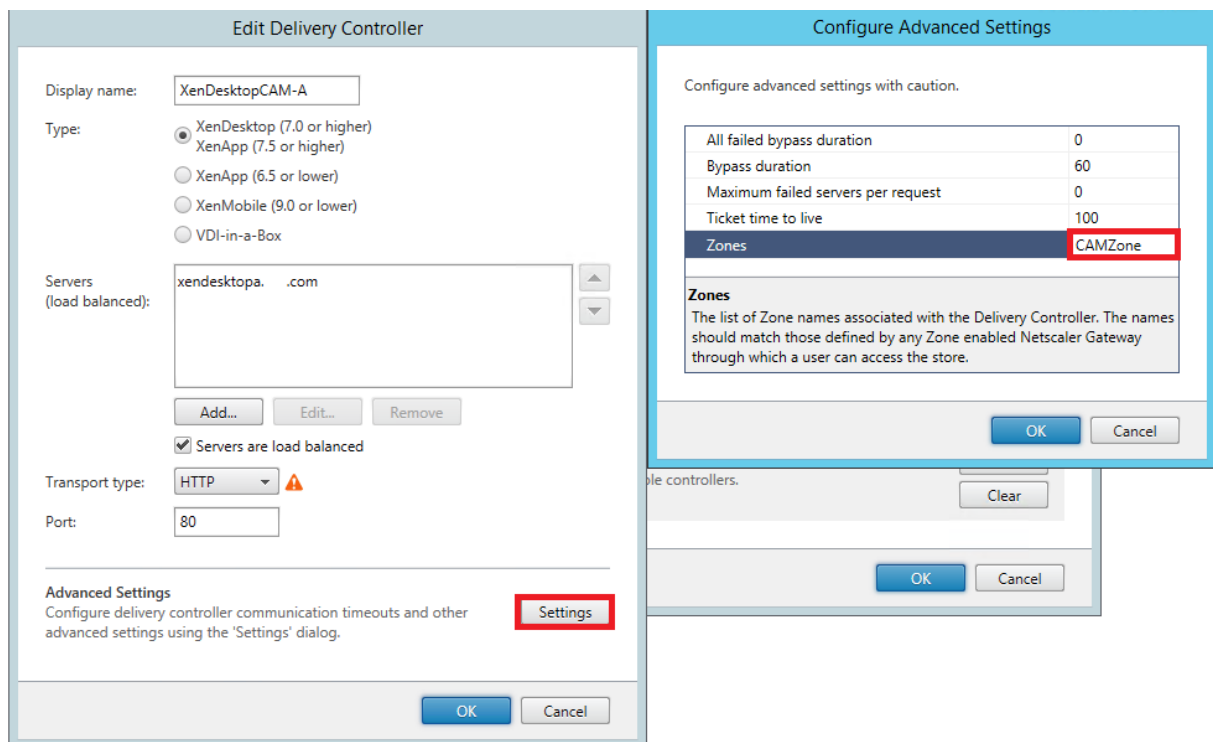 Edit Delivery Controller
Display name: XenDesktopCAM-A
Type: XenDesktop (7.0 or higher)
XenApp (7.5 or higher)
XenApp (6.5 or lower)
XenMobile (9.0 or lower)
VDI-in-a-Box
Servers
(load balanced):
xendesktopa. .com
Add... Edit... Remove
Servers are load balanced
Transport type: HTTP
Port: 80
Advanced Settings
Configure delivery controller communication timeouts and other
advanced settings using the 'Settings' dialog.
Settings
OK Cancel
Configure Advanced Settings
Configure advanced settings with caution.
All failed bypass duration 0
Bypass duration 60
Maximum failed servers per request 0
Ticket time to live 100
Zones CAMZone
Zones
The list of Zone names associated with the Delivery Controller. The names
should match those defined by any Zone enabled Netscaler Gateway
through which a user can access the store.
OK Cancel
controllers.
Clear
OK Cancel